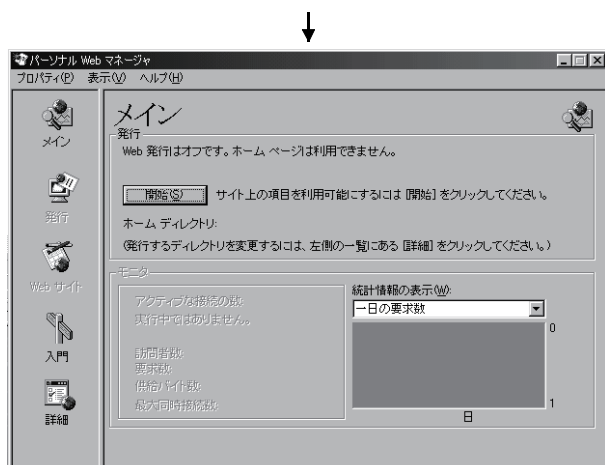 パーソナル Web マネージャ
プロパティ(P) 表示(V) ヘルプ(H)
メイン
発行
Web サイト
入門
詳細
メイン
発行
Web 発行はオフです。ホーム ページは利用できません。
開始(S) サイト上の項目を利用可能にするには [開始] をクリックしてください。
ホーム ディレクトリ:
(発行するディレクトリを変更するには、左側の一覧にある [詳細] をクリックしてください。)
モニター
アクティブな接続の数:
実行中ではありません。
訪問者数:
要求数:
供給バイト数:
最大同時接続数:
統計情報の表示(W):
一日の要求数
0
1
日